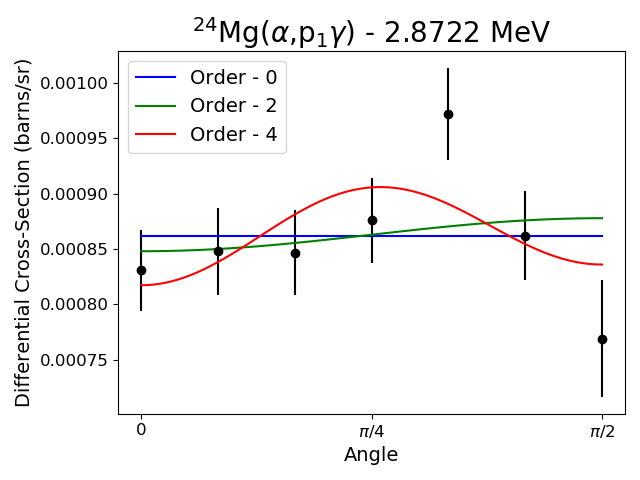 ²⁴Mg(α,p₁γ) - 2.8722 MeV
Differential Cross-Section (barns/sr)
0.00100
0.00095
0.00090
0.00085
0.00080
0.00075
Order - 0
Order - 2
Order - 4
0
π/4
π/2
Angle